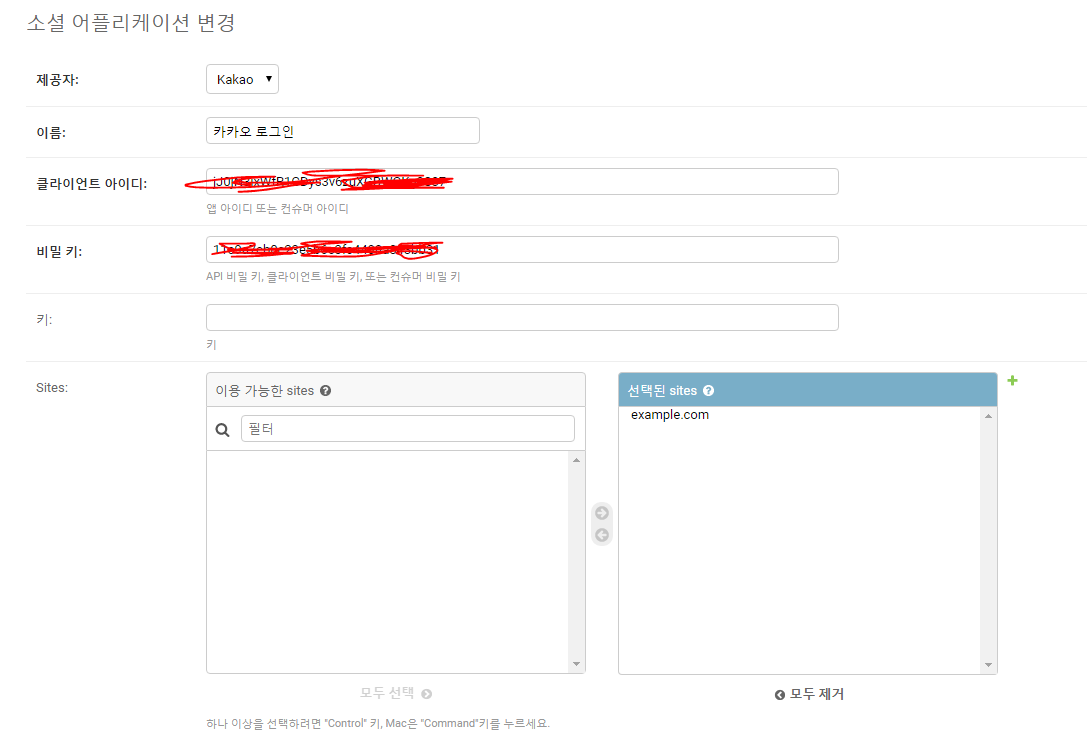 소셜 어플리케이션 변경
제공자:
Kakao
이름:
카카오 로그인
클라이언트 아이디:
앱 아이디 또는 컨슈머 아이디
비밀 키:
API 비밀 키, 클라이언트 비밀 키, 또는 컨슈머 비밀 키
키:
키
Sites:
이용 가능한 sites
필터
선택된 sites
example.com
모두 선택
모두 제거
하나 이상을 선택하려면 "Control" 키, Mac은 "Command"키를 누르세요.